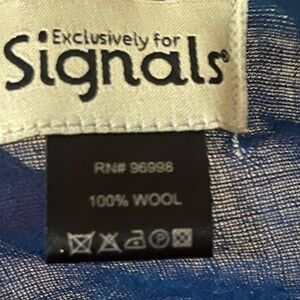 Exclusively for
Signals®
RN# 96998
100% WOOL